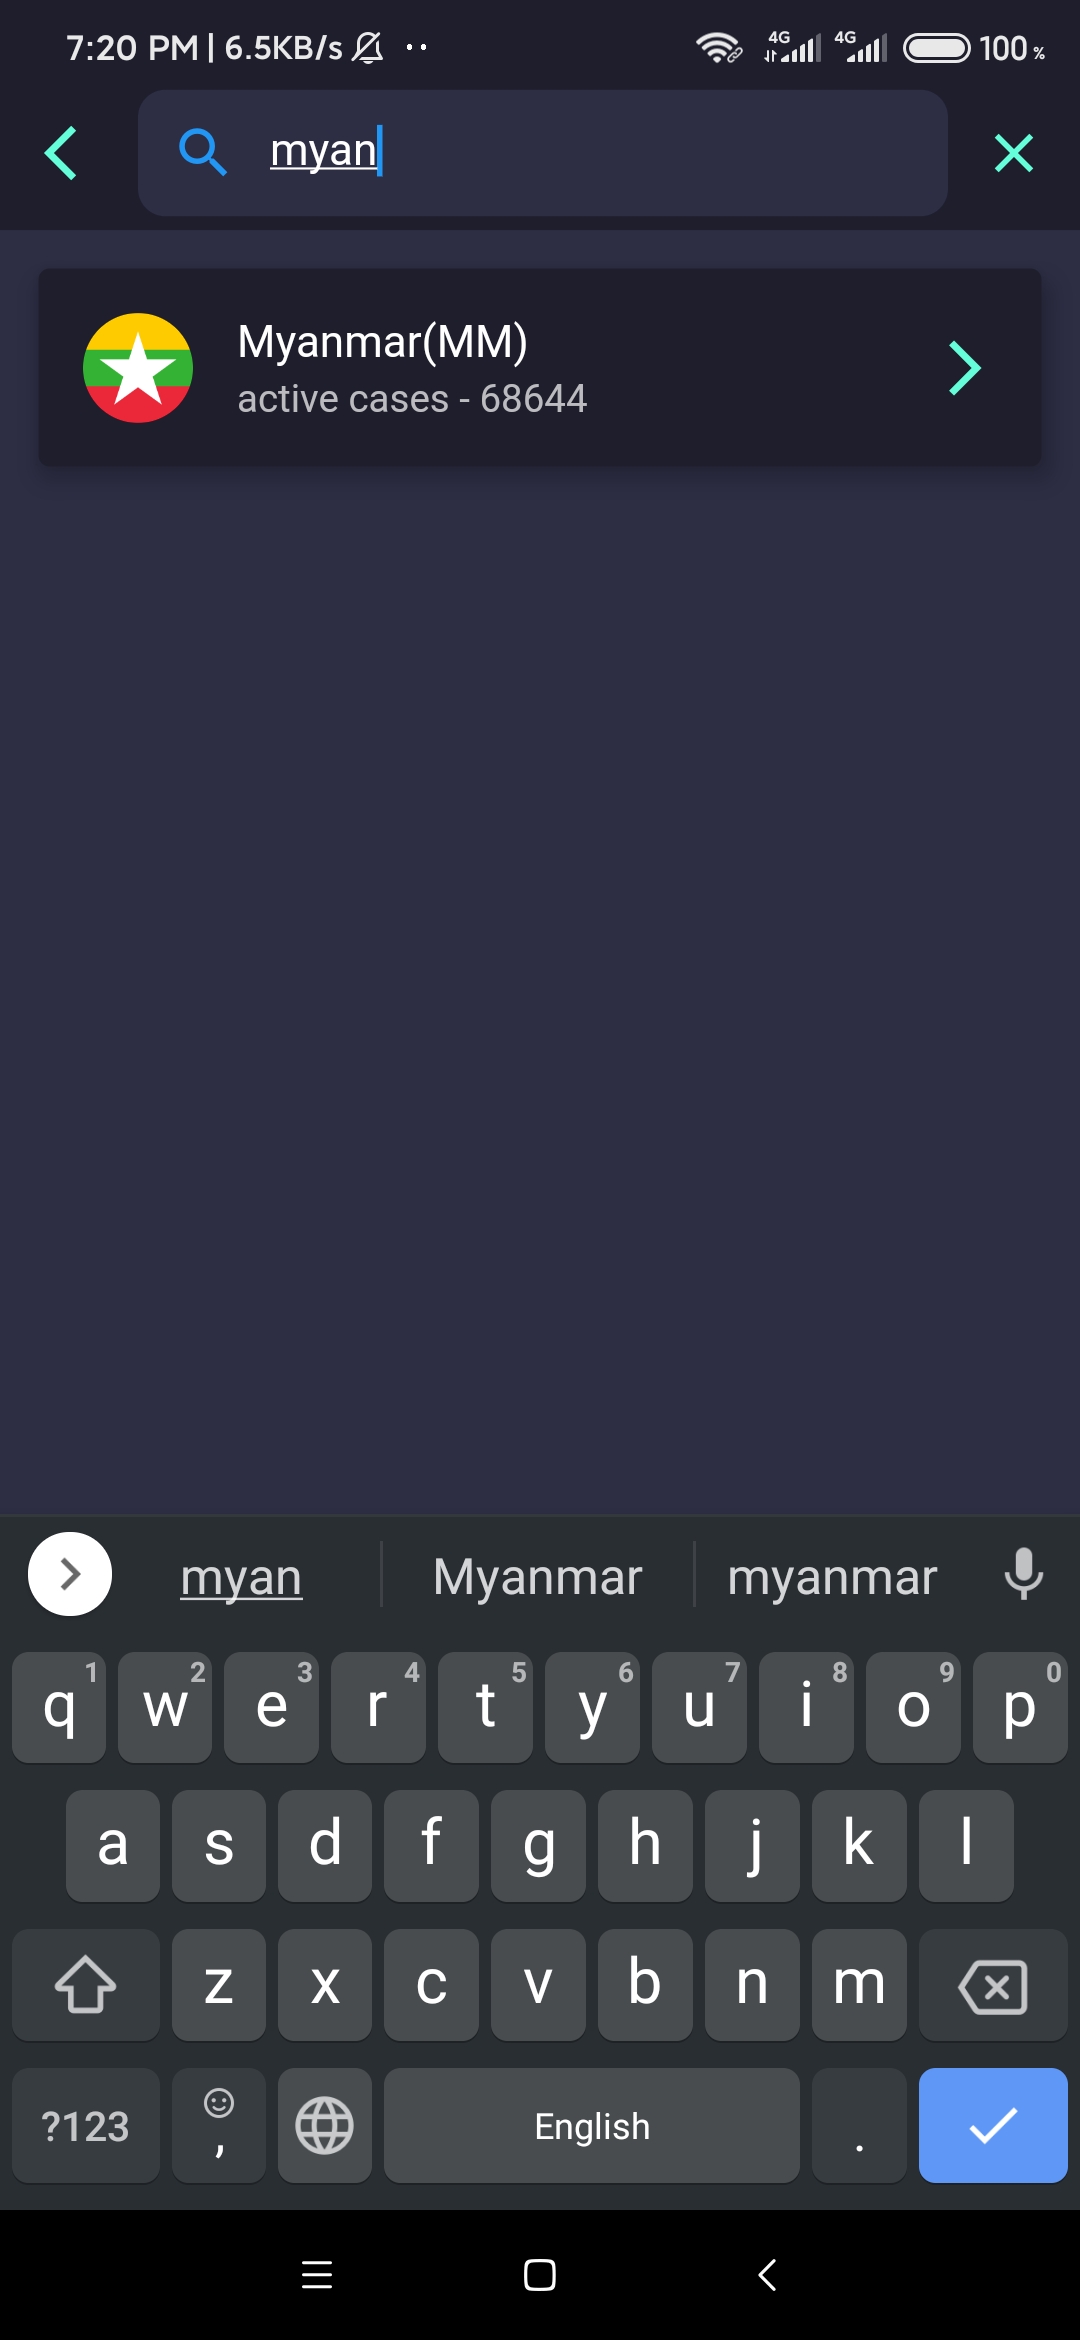 7:20 PM | 6.5KB/s 4G 4G 100 %
myan
Myanmar(MM)
active cases - 68644
myan Myanmar myanmar
q 1 w 2 e 3 r 4 t 5 y 6 u 7 i 8 o 9 p 0
a s d f g h j k l
z x c v b n m
?123 , English .